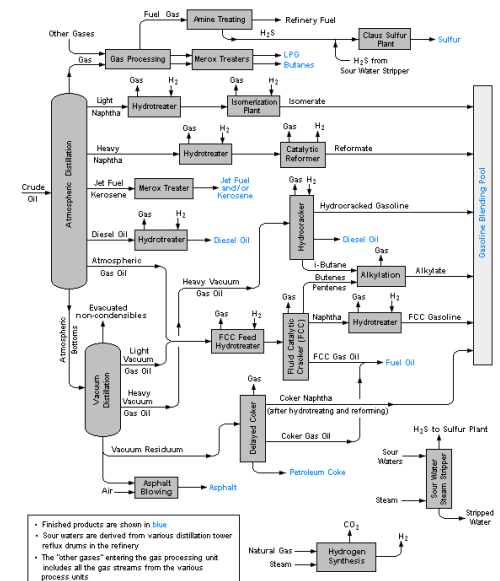 Fuel Gas
Amine Treating
Refinery Fuel
Other Gases
H2S
Claus Sulfur
Plant
Sulfur
Gas
Gas Processing
Merox Treaters
LPG
Butanes
H2S from
Sour Water Stripper
Gas
H2
Gas
H2
Light
Naphtha
Hydrotreater
Isomerization
Plant
Isomerate
Gas
H2
Gas
H2
Heavy
Naphtha
Hydrotreater
Catalytic
Reformer
Reformate
Atmospheric Distillation
Crude
Oil
Jet Fuel
Kerosene
Merox Treater
Jet Fuel
and/or
Kerosene
Gas
H2
Hydrocracker
Hydrocracked Gasoline
Gasoline Blending Pool
Gas
H2
Diesel Oil
Hydrotreater
Diesel Oil
Diesel Oil
Gas
Atmospheric
Gas Oil
i-Butane
Butenes
Pentenes
Alkylation
Alkylate
Heavy Vacuum
Gas Oil
Atmospheric
Bottoms
Evacuated
non-condensibles
Gas
H2
FCC Feed
Hydrotreater
Gas
Fluid Catalytic
Cracker (FCC)
Gas
H2
Naphtha
Hydrotreater
FCC Gasoline
Vacuum
Distillation
Light
Vacuum
Gas Oil
FCC Gas Oil
Fuel Oil
Heavy
Vacuum
Gas Oil
Gas
Delayed Coker
Coker Naphtha
(after hydrotreating and reforming)
Coker Gas Oil
Vacuum Residuum
Petroleum Coke
Air
Asphalt
Blowing
Asphalt
H2S to Sulfur Plant
Sour
Waters
Sour Water
Steam Stripper
Steam
Stripped
Water
• Finished products are shown in blue
• Sour waters are derived from various distillation tower
reflux drums in the refinery
• The "other gases" entering the gas processing unit
includes all the gas streams from the various
process units
CO2
H2
Natural Gas
Steam
Hydrogen
Synthesis